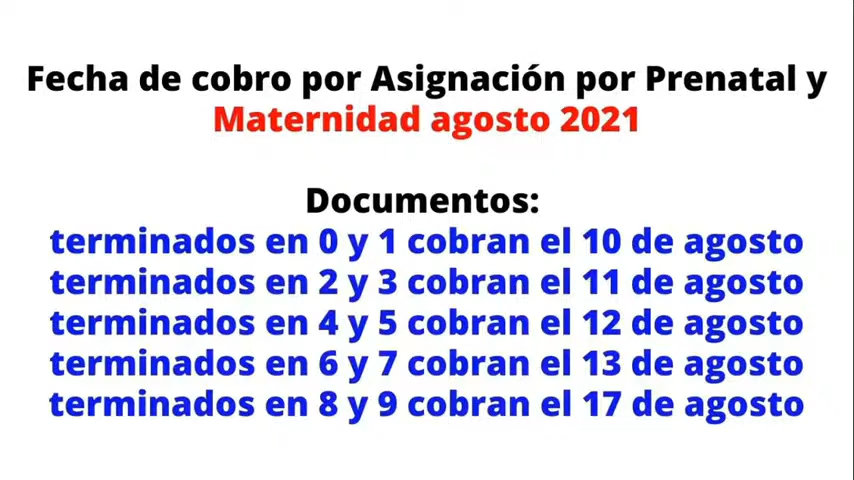 Fecha de cobro por Asignación por Prenatal y
Maternidad agosto 2021
Documentos:
terminados en 0 y 1 cobran el 10 de agosto
terminados en 2 y 3 cobran el 11 de agosto
terminados en 4 y 5 cobran el 12 de agosto
terminados en 6 y 7 cobran el 13 de agosto
terminados en 8 y 9 cobran el 17 de agosto